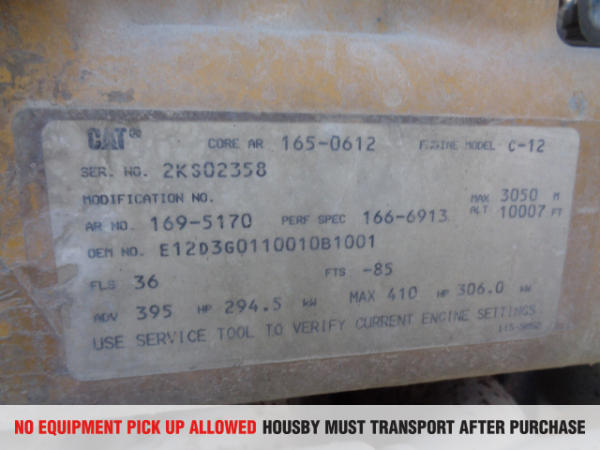 CAT® CORE AR 165-0612 ENGINE MODEL C-12
SER. NO. 2KS02358
MODIFICATION NO.
AR NO. 169-5170 PERF SPEC 166-6913 MAX ALT 3050 M 10007 FT
OEM NO. E12D3G0110010B1001
FLS 36 FTS -85
ADV 395 HP 294.5 kW MAX 410 HP 306.0 kW
USE SERVICE TOOL TO VERIFY CURRENT ENGINE SETTINGS
NO EQUIPMENT PICK UP ALLOWED HOUSBY MUST TRANSPORT AFTER PURCHASE